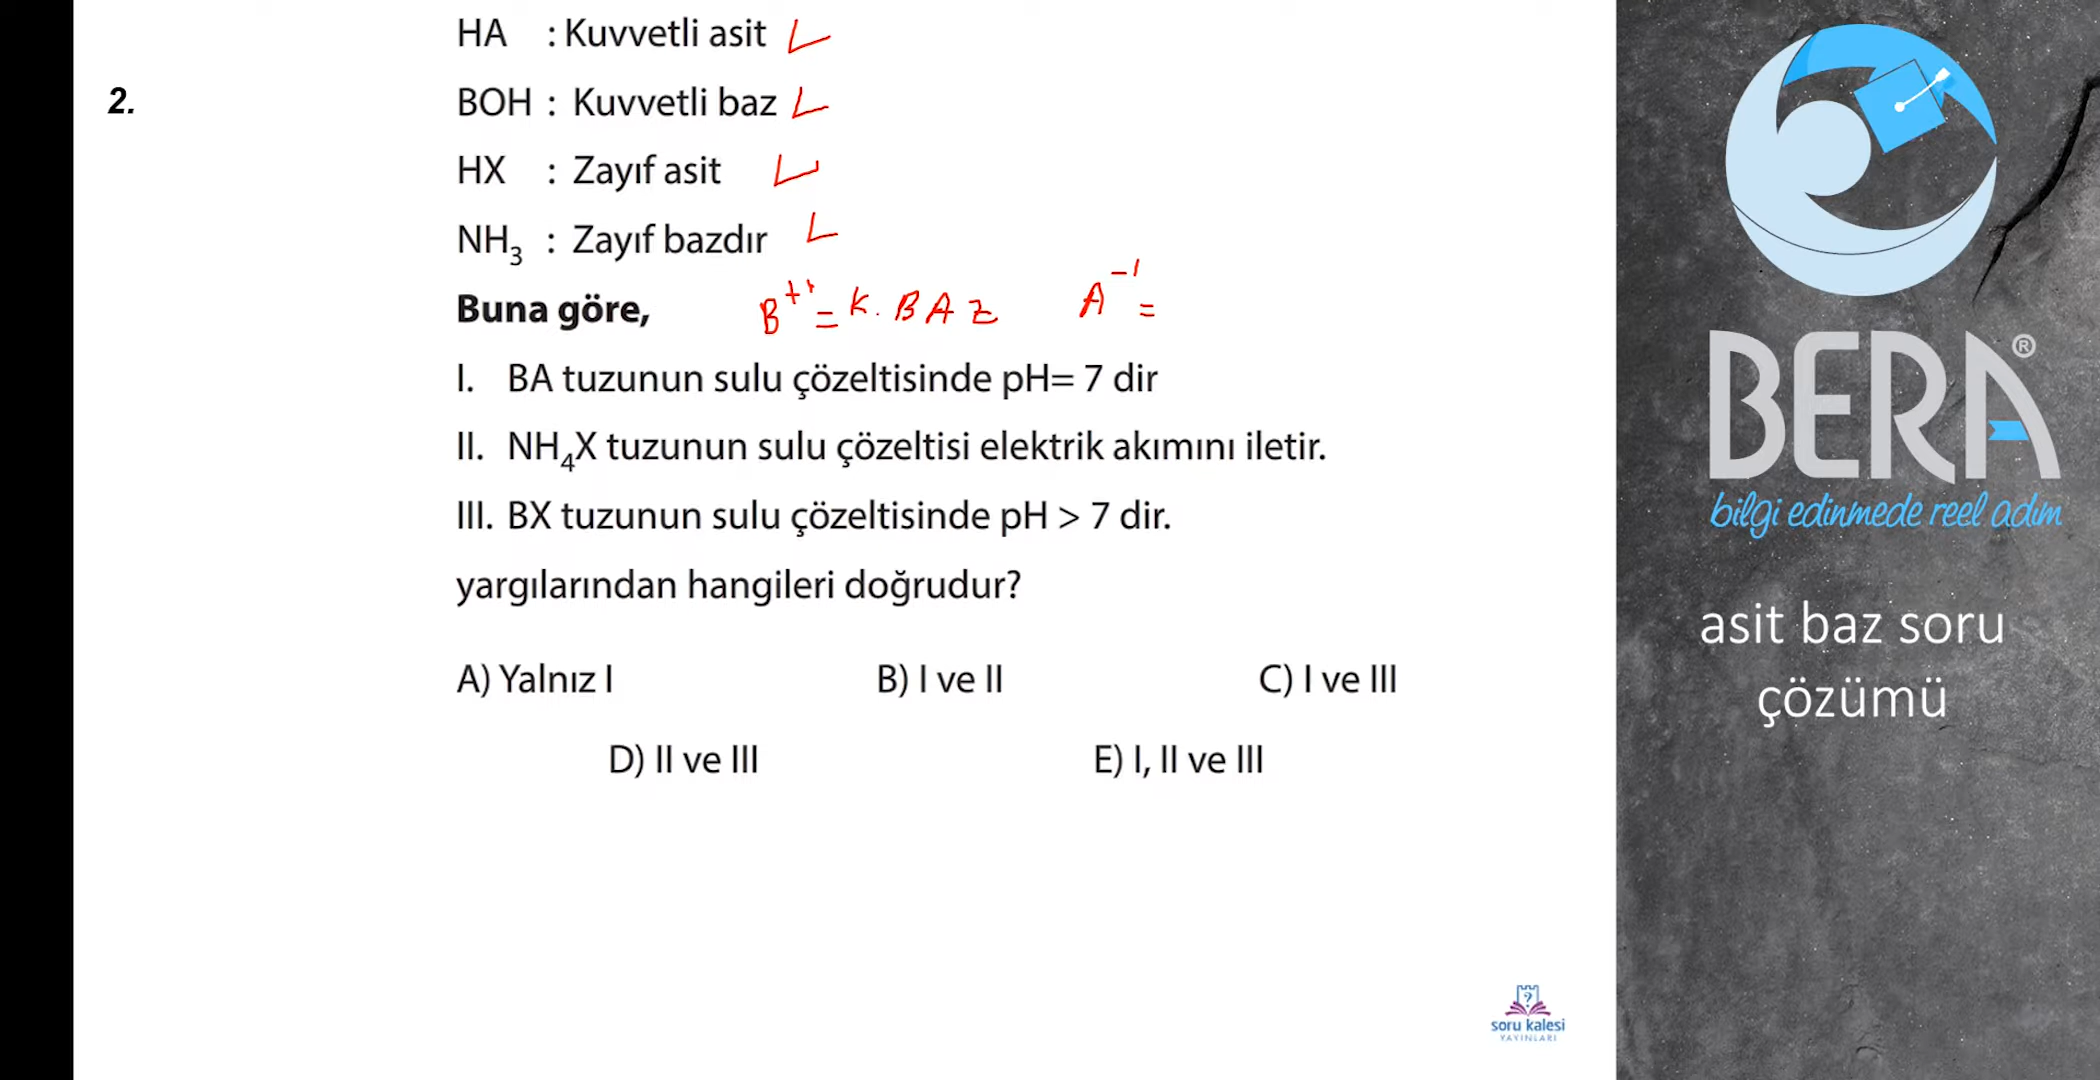 HA : Kuvvetli asit
2.
BOH : Kuvvetli baz
HX : Zayıf asit
NH₃ : Zayıf bazdır
B⁺¹ = K. BAZ A⁻¹ =
Buna göre,
I. BA tuzunun sulu çözeltisinde pH= 7 dir
II. NH₄X tuzunun sulu çözeltisi elektrik akımını iletir.
III. BX tuzunun sulu çözeltisinde pH > 7 dir.
yargılarından hangileri doğrudur?
A) Yalnız I B) I ve II C) I ve III
D) II ve III E) I, II ve III
soru kalesi
YAYINLARI
BERA®
bilgi edinmede reel adım
asit baz soru
çözümü